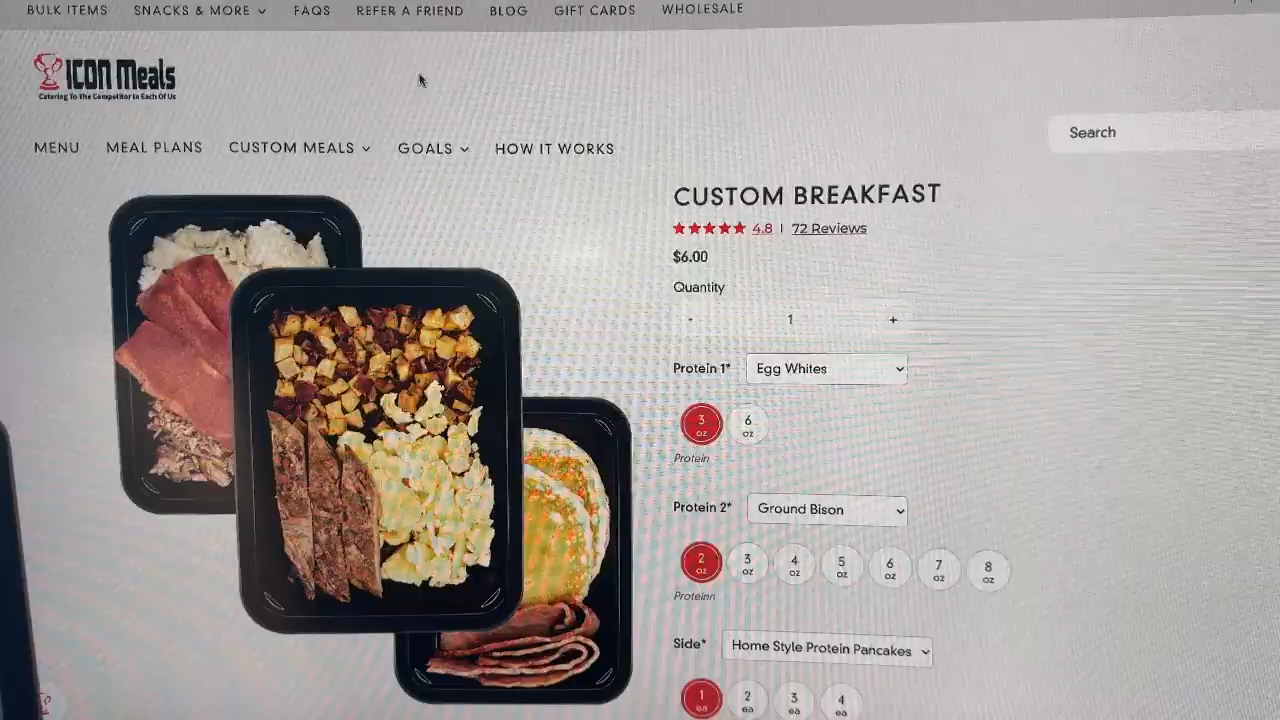 BULK ITEMS SNACKS & MORE FAQS REFER A FRIEND BLOG GIFT CARDS WHOLESALE
ICON Meals
Catering To The Competitor In Each Of Us
Search
MENU MEAL PLANS CUSTOM MEALS GOALS HOW IT WORKS
CUSTOM BREAKFAST
4.8 | 72 Reviews
$6.00
Quantity
- 1 +
Protein 1* Egg Whites
3 oz 6 oz
Protein
Protein 2* Ground Bison
2 oz 3 oz 4 oz 5 oz 6 oz 7 oz 8 oz
Proteinn
Side* Home Style Protein Pancakes
1 ea 2 ea 3 ea 4 ea